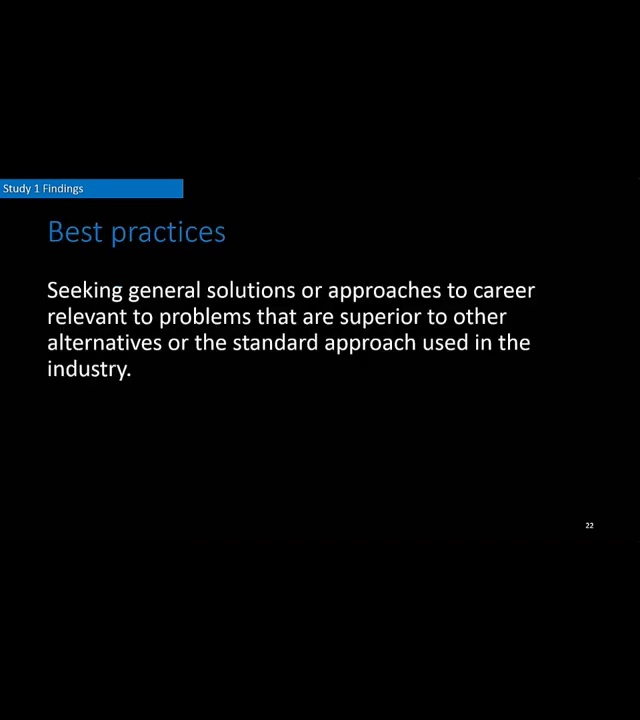 Study 1 Findings
Best practices
Seeking general solutions or approaches to career
relevant to problems that are superior to other
alternatives or the standard approach used in the
industry.
22